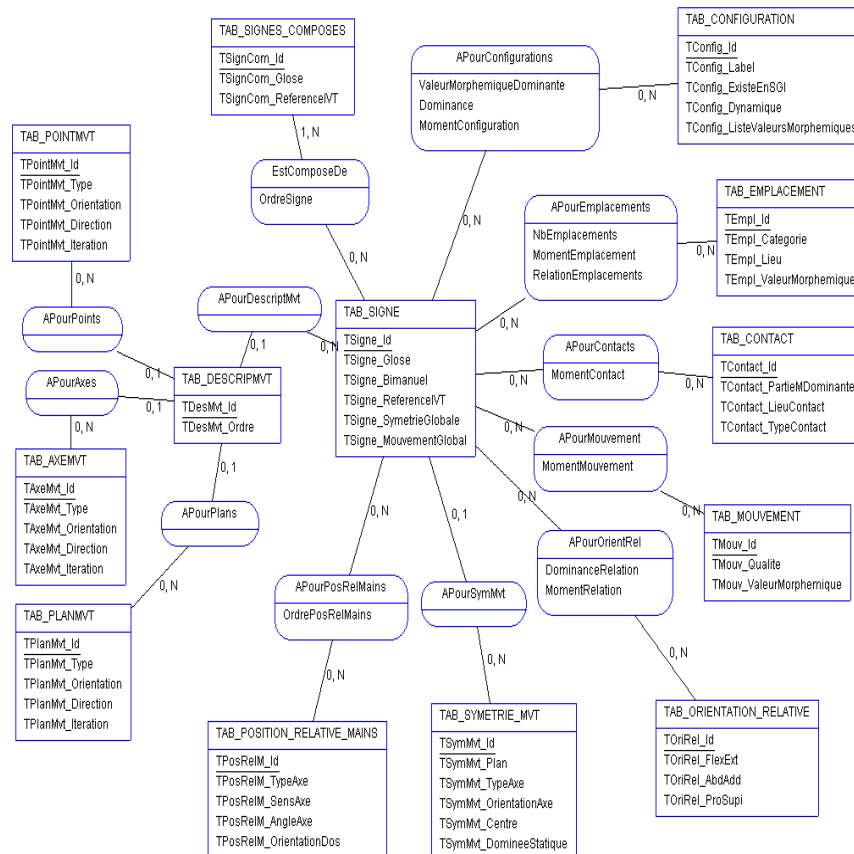 TAB_SIGNES_COMPOSES
TSignCom_Id
TSignCom_Glose
TSignCom_ReferenceIVT
1, N
EstComposeDe
OrdreSigne
0, N
APourConfigurations
ValeurMorphemiqueDominante
Dominance
MomentConfiguration
0, N
0, N
TAB_CONFIGURATION
TConfig_Id
TConfig_Label
TConfig_ExisteEnSGI
TConfig_Dynamique
TConfig_ListeValeursMorphemiques
TAB_POINTMVT
TPointMvt_Id
TPointMvt_Type
TPointMvt_Orientation
TPointMvt_Direction
TPointMvt_Iteration
0, N
APourPoints
0, 1
APourEmplacements
NbEmplacements
MomentEmplacement
RelationEmplacements
0, N
0, N
TAB_EMPLACEMENT
TEmpl_Id
TEmpl_Categorie
TEmpl_Lieu
TEmpl_ValeurMorphemique
APourDescriptMvt
0, 1
0, N
TAB_SIGNE
TSigne_Id
TSigne_Glose
TSigne_Bimanuel
TSigne_ReferenceIVT
TSigne_SymetrieGlobale
TSigne_MouvementGlobal
APourContacts
MomentContact
0, N
0, N
TAB_CONTACT
TContact_Id
TContact_PartieMDominante
TContact_LieuContact
TContact_TypeContact
APourAxes
0, 1
0, N
TAB_DESCRIPMVT
TDesMvt_Id
TDesMvt_Ordre
0, 1
APourMouvement
MomentMouvement
0, N
0, N
TAB_AXEMVT
TAxeMvt_Id
TAxeMvt_Type
TAxeMvt_Orientation
TAxeMvt_Direction
TAxeMvt_Iteration
APourPlans
0, N
TAB_MOUVEMENT
TMouv_Id
TMouv_Qualite
TMouv_ValeurMorphemique
0, N
APourOrientRel
DominanceRelation
MomentRelation
0, N
0, N
APourPosRelMains
OrdrePosRelMains
0, N
0, 1
APourSymMvt
0, N
TAB_PLANMVT
TPlanMvt_Id
TPlanMvt_Type
TPlanMvt_Orientation
TPlanMvt_Direction
TPlanMvt_Iteration
TAB_POSITION_RELATIVE_MAINS
TPosRelM_Id
TPosRelM_TypeAxe
TPosRelM_SensAxe
TPosRelM_AngleAxe
TPosRelM_OrientationDos
TAB_SYMETRIE_MVT
TSymMvt_Id
TSymMvt_Plan
TSymMvt_TypeAxe
TSymMvt_OrientationAxe
TSymMvt_Centre
TSymMvt_DomineeStatique
TAB_ORIENTATION_RELATIVE
TOriRel_Id
TOriRel_FlexExt
TOriRel_AbdAdd
TOriRel_ProSupi